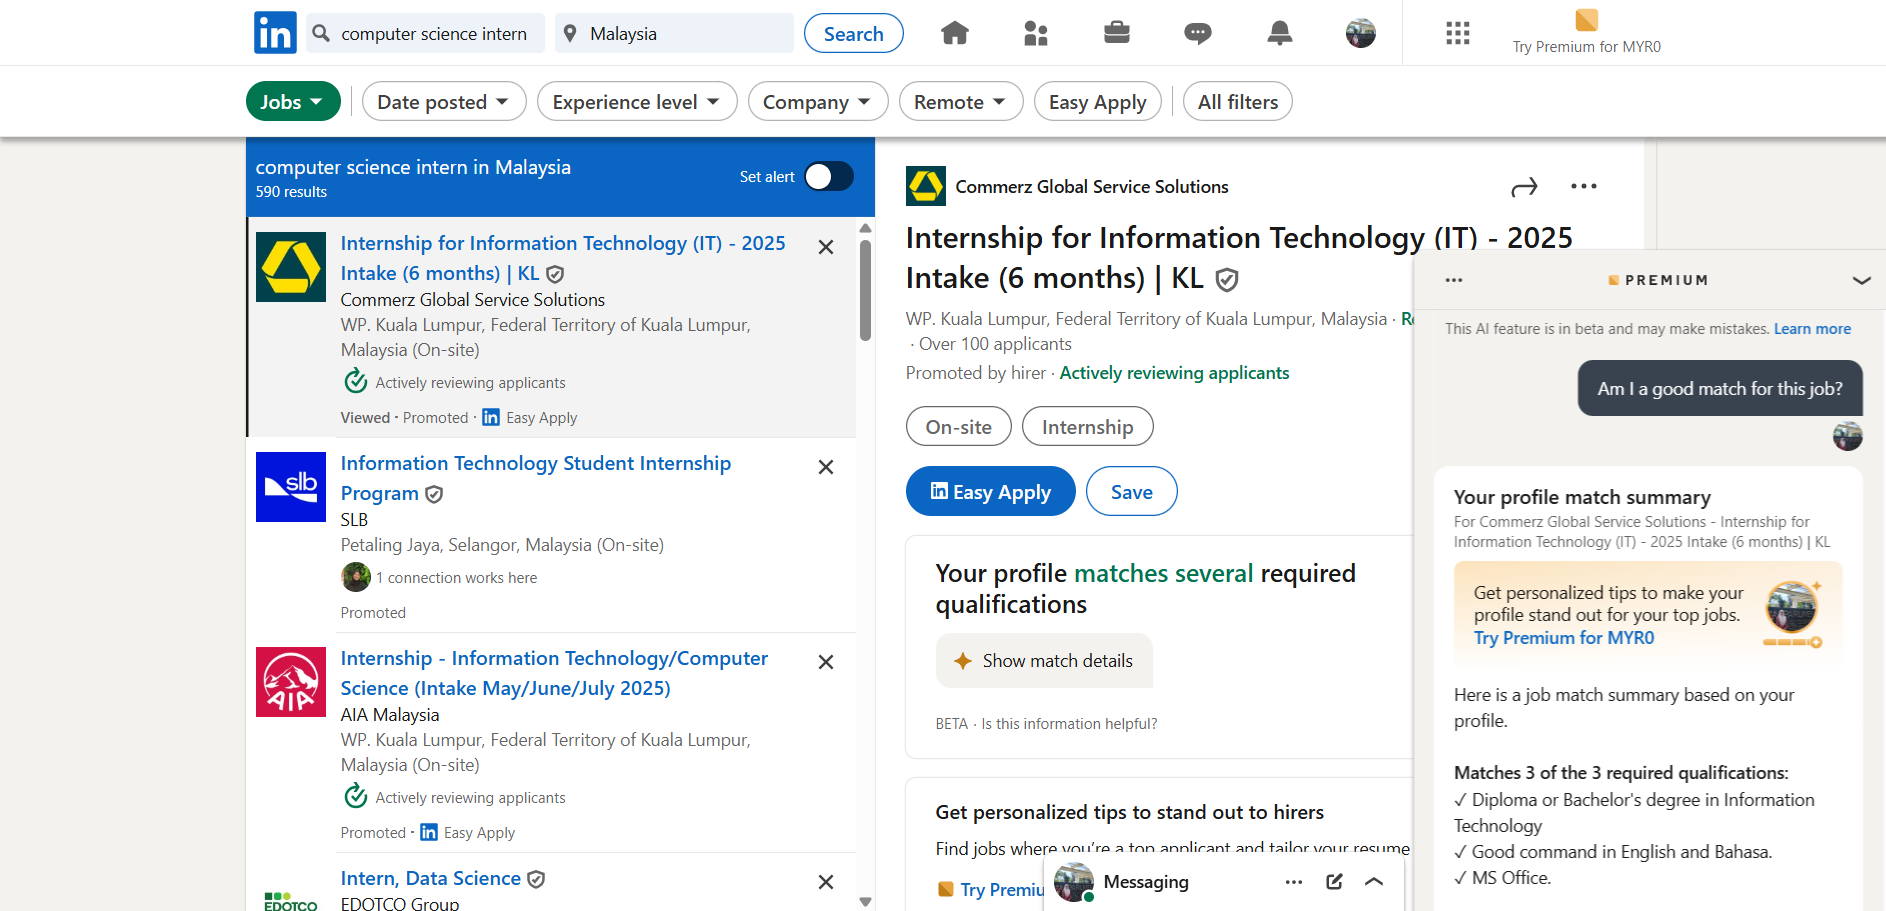 in
computer science intern
Malaysia
Search
Try Premium for MYR0
Jobs
Date posted
Experience level
Company
Remote
Easy Apply
All filters
computer science intern in Malaysia
590 results
Set alert
Internship for Information Technology (IT) - 2025
Intake (6 months) | KL
Commerz Global Service Solutions
WP. Kuala Lumpur, Federal Territory of Kuala Lumpur,
Malaysia (On-site)
Actively reviewing applicants
Viewed · Promoted · in Easy Apply
slb
Information Technology Student Internship
Program
SLB
Petaling Jaya, Selangor, Malaysia (On-site)
1 connection works here
Promoted
AIA
Internship - Information Technology/Computer
Science (Intake May/June/July 2025)
AIA Malaysia
WP. Kuala Lumpur, Federal Territory of Kuala Lumpur,
Malaysia (On-site)
Actively reviewing applicants
Promoted · in Easy Apply
EDOTCO
Intern, Data Science
EDOTCO Group
Commerz Global Service Solutions
Internship for Information Technology (IT) - 2025
Intake (6 months) | KL
WP. Kuala Lumpur, Federal Territory of Kuala Lumpur, Malaysia ·
· Over 100 applicants
Promoted by hirer · Actively reviewing applicants
On-site
Internship
in Easy Apply
Save
Your profile matches several required
qualifications
Show match details
BETA · Is this information helpful?
Get personalized tips to stand out to hirers
Find jobs where you're a top applicant and tailor your resume
Try Premiu
Messaging
PREMIUM
This AI feature is in beta and may make mistakes. Learn more
Am I a good match for this job?
Your profile match summary
For Commerz Global Service Solutions - Internship for
Information Technology (IT) - 2025 Intake (6 months) | KL
Get personalized tips to make your
profile stand out for your top jobs.
Try Premium for MYR0
Here is a job match summary based on your
profile.
Matches 3 of the 3 required qualifications:
✓ Diploma or Bachelor's degree in Information
Technology
✓ Good command in English and Bahasa.
✓ MS Office.